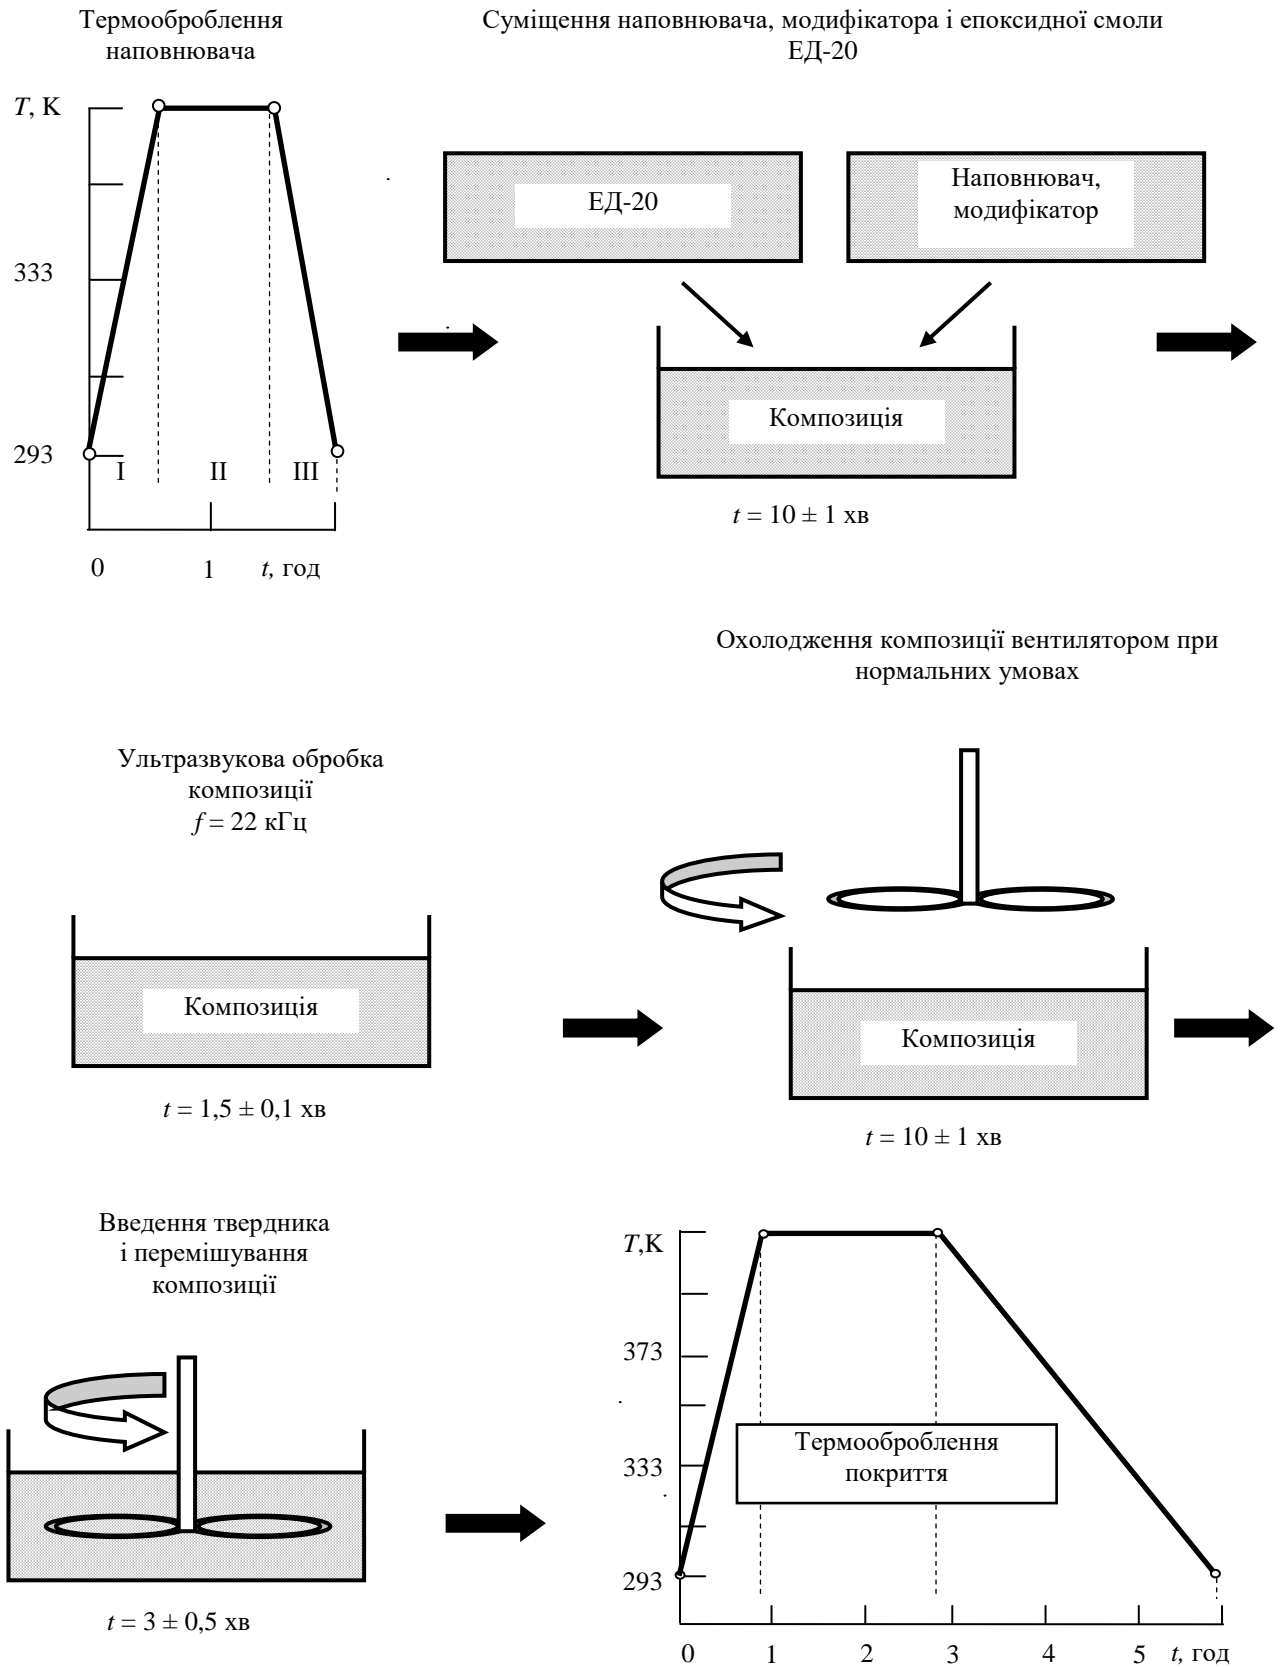 Термооброблення
наповнювача
Суміщення наповнювача, модифікатора і епоксидної смоли
ЕД-20
T, K
333
293
I
II
III
0
1
t, год
ЕД-20
Наповнювач,
модифікатор
Композиція
t = 10 ± 1 хв
Ультразвукова обробка
композиції
f = 22 кГц
Композиція
t = 1,5 ± 0,1 хв
Охолодження композиції вентилятором при
нормальних умовах
Композиція
t = 10 ± 1 хв
Введення твердника
і перемішування
композиції
t = 3 ± 0,5 хв
T,K
373
333
293
Термооброблення
покриття
0
1
2
3
4
5
t, год